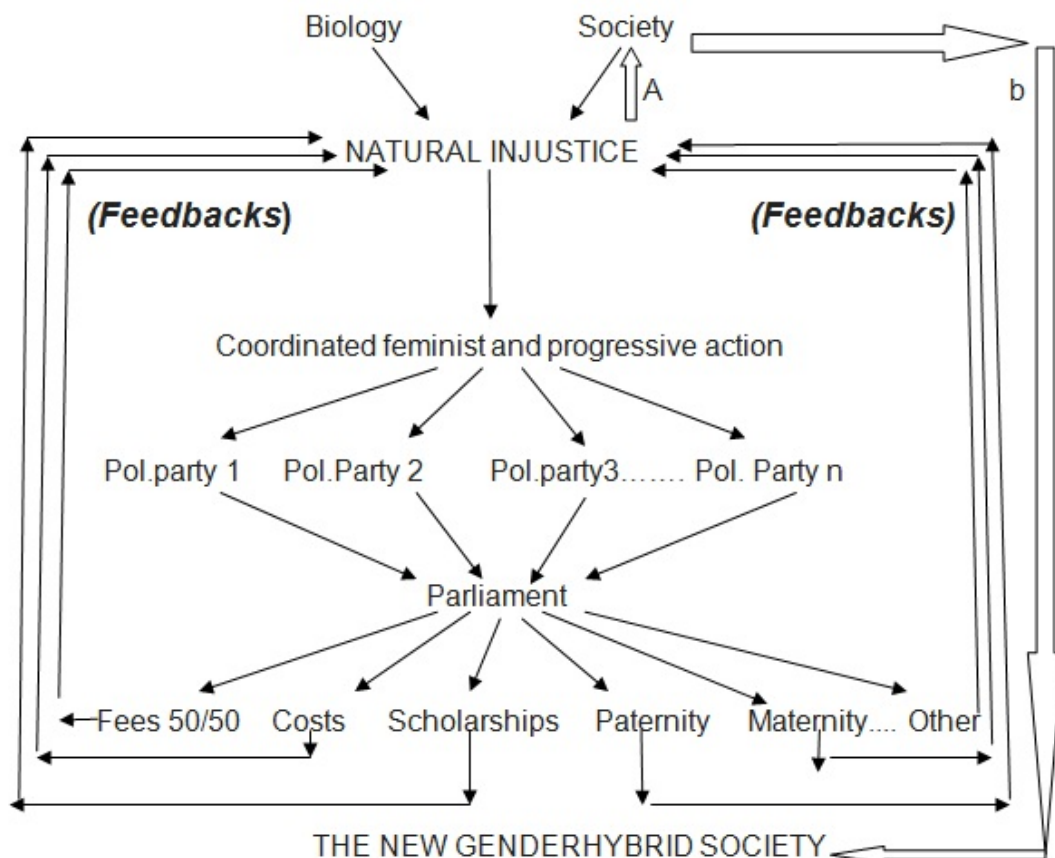 Biology Society
A b
NATURAL INJUSTICE
(Feedbacks) (Feedbacks)
Coordinated feminist and progressive action
Pol.party 1 Pol.Party 2 Pol.party3....... Pol. Party n
Parliament
Fees 50/50 Costs Scholarships Paternity Maternity.... Other
THE NEW GENDERHYBRID SOCIETY